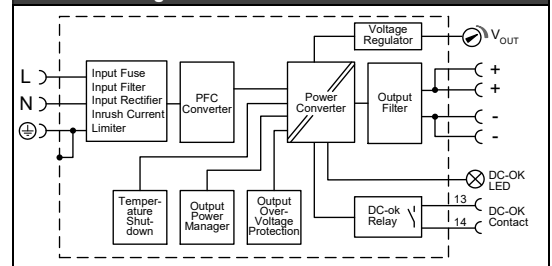 Voltage
Regulator
VOUT
L
N
Input Fuse
Input Filter
Input Rectifier
Inrush Current
Limiter
PFC
Converter
Power
Converter
Output
Filter
+
+
-
-
Temper-
ature
Shut-
down
Output
Power
Manager
Output
Over-
Voltage
Protection
DC-ok
Relay
DC-OK
LED
13
14
DC-OK
Contact